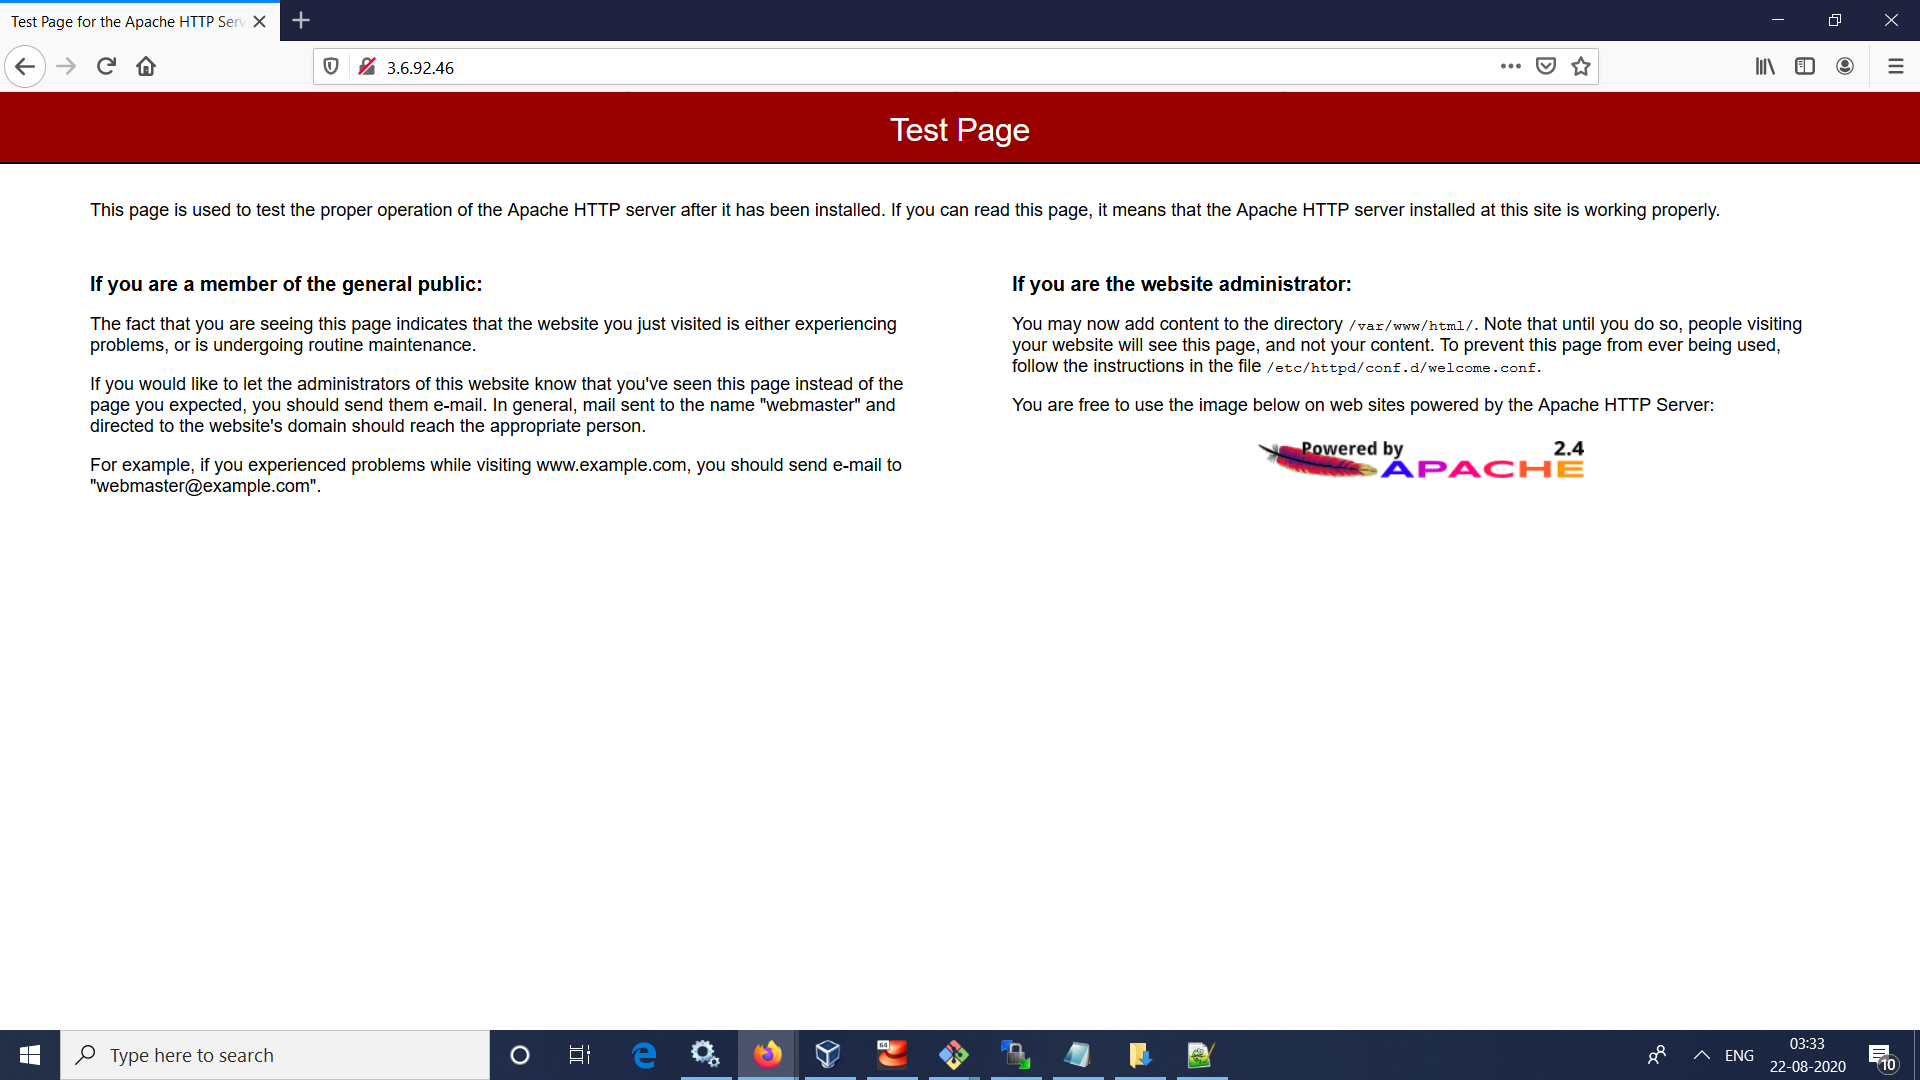 Test Page for the Apache HTTP Serv
3.6.92.46
Test Page
This page is used to test the proper operation of the Apache HTTP server after it has been installed. If you can read this page, it means that the Apache HTTP server installed at this site is working properly.
If you are a member of the general public:
The fact that you are seeing this page indicates that the website you just visited is either experiencing
problems, or is undergoing routine maintenance.
If you would like to let the administrators of this website know that you've seen this page instead of the
page you expected, you should send them e-mail. In general, mail sent to the name "webmaster" and
directed to the website's domain should reach the appropriate person.
For example, if you experienced problems while visiting www.example.com, you should send e-mail to
"webmaster@example.com".
If you are the website administrator:
You may now add content to the directory /var/www/html/. Note that until you do so, people visiting
your website will see this page, and not your content. To prevent this page from ever being used,
follow the instructions in the file /etc/httpd/conf.d/welcome.conf.
You are free to use the image below on web sites powered by the Apache HTTP Server:
Powered by 2.4
APACHE
Type here to search
64
ENG
03:33
22-08-2020
10